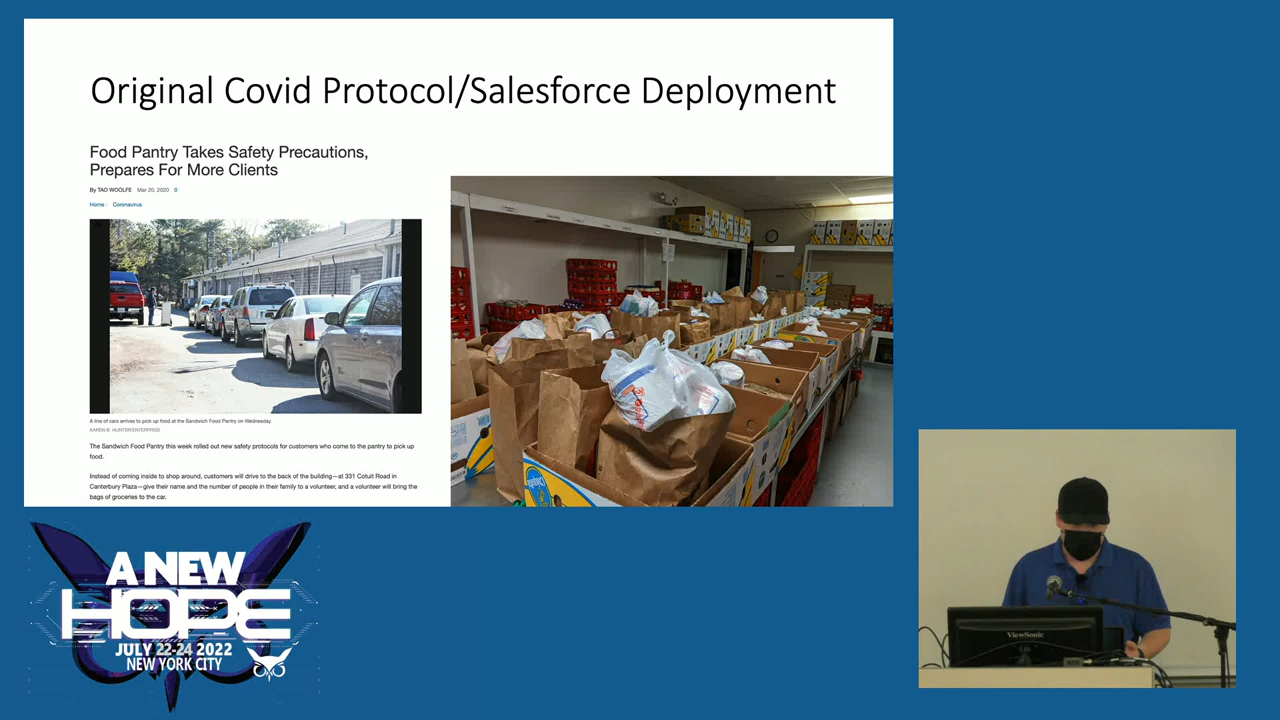 Original Covid Protocol/Salesforce Deployment
Food Pantry Takes Safety Precautions,
Prepares For More Clients
By TAO WOOLFE Mar 20, 2020 0
Home / Coronavirus
A line of cars arrives to pick up food at the Sandwich Food Pantry on Wednesday.
KAREN B. HUNTER/ENTERPRISE
The Sandwich Food Pantry this week rolled out new safety protocols for customers who come to the pantry to pick up
food.
Instead of coming inside to shop around, customers will drive to the back of the building—at 331 Cotuit Road in
Canterbury Plaza—give their name and the number of people in their family to a volunteer, and a volunteer will bring the
bags of groceries to the car.
A NEW
HOPE
JULY 22-24 2022
NEW YORK CITY
ViewSonic